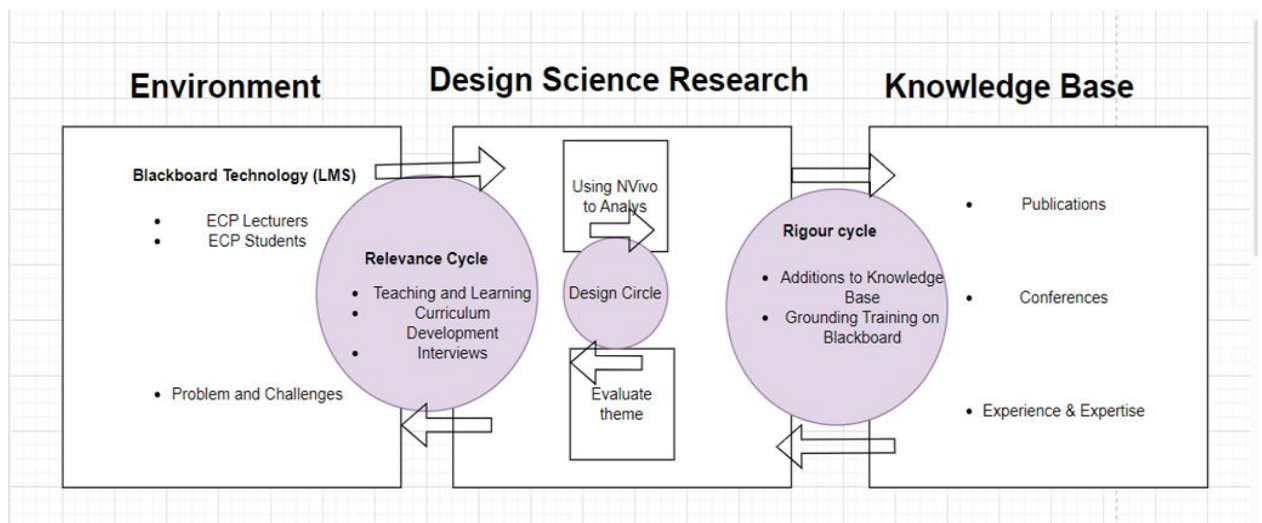 Environment
Design Science Research
Knowledge Base
Blackboard Technology (LMS)
• ECP Lecturers
• ECP Students
• Problem and Challenges
Relevance Cycle
• Teaching and Learning
• Curriculum
Development
• Interviews
Using NVivo
to Analys
Design Circle
Evaluate
theme
Rigour cycle
• Additions to Knowledge
Base
• Grounding Training on
Blackboard
• Publications
• Conferences
• Experience & Expertise